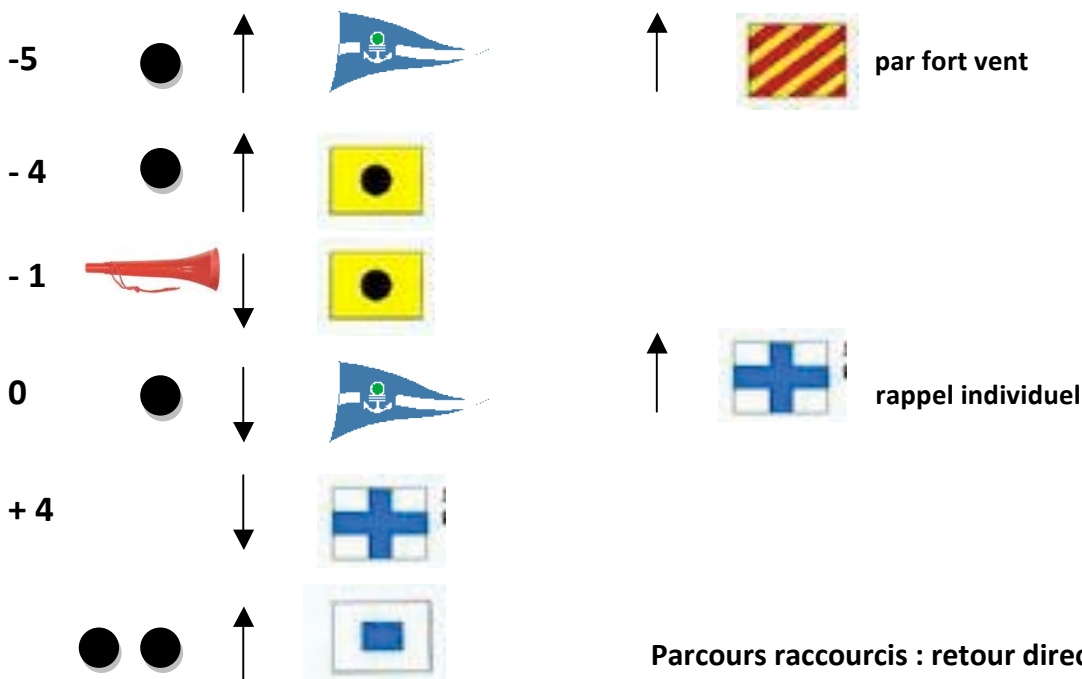 -5 par fort vent
- 4
- 1
0 rappel individuel
+ 4
Parcours raccourcis : retour direc